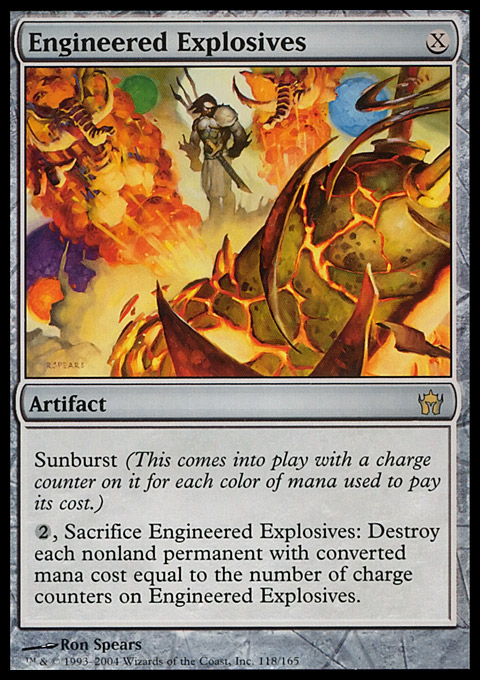 Engineered Explosives X
R.SPEARS
Artifact
Sunburst (This comes into play with a charge
counter on it for each color of mana used to pay
its cost.)
2, Sacrifice Engineered Explosives: Destroy
each nonland permanent with converted
mana cost equal to the number of charge
counters on Engineered Explosives.
Ron Spears
™ & © 1993–2004 Wizards of the Coast, Inc. 118/165